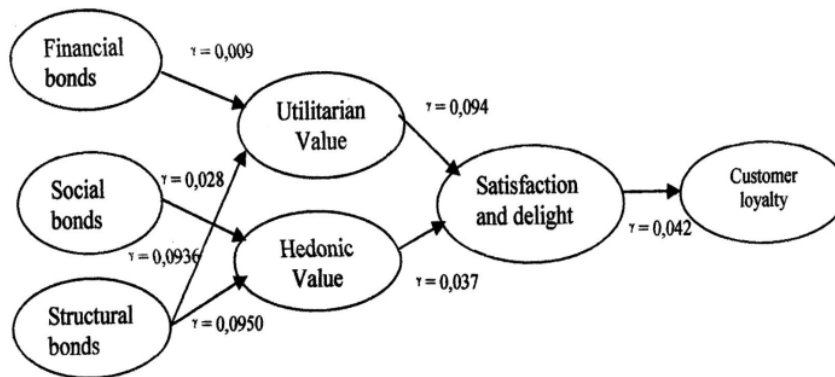 Financial
bonds
γ = 0,009
Utilitarian
Value
γ = 0,094
Social
bonds
γ = 0,028
Satisfaction
and delight
Customer
loyalty
γ = 0,042
γ = 0,0936
Hedonic
Value
γ = 0,037
Structural
bonds
γ = 0,0950